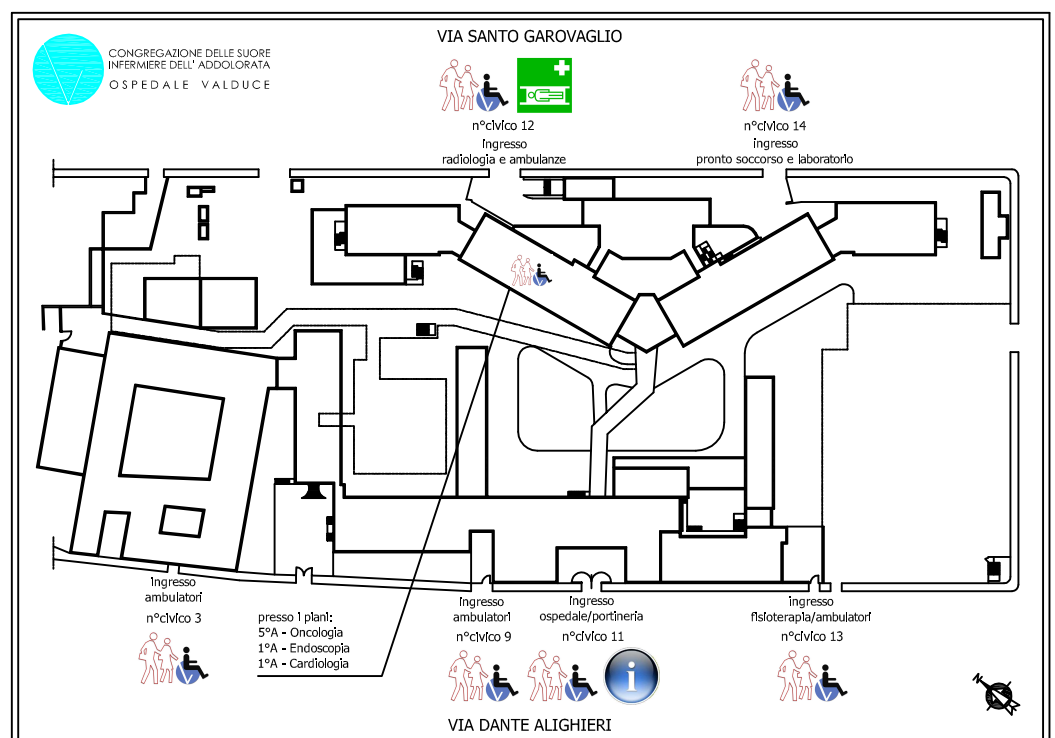 CONGREGAZIONE DELLE SUORE
INFERMIERE DELL' ADDOLORATA
OSPEDALE VALDUCE
VIA SANTO GAROVAGLIO
n°civico 12
ingresso
radiologia e ambulanze
n°civico 14
ingresso
pronto soccorso e laboratorio
ingresso
ambulatori
n°civico 3
presso i piani:
5°A - Oncologia
1°A - Endoscopia
1°A - Cardiologia
ingresso
ambulatori
n°civico 9
ingresso
ospedale/portineria
n°civico 11
i
ingresso
fisioterapia/ambulatori
n°civico 13
N
VIA DANTE ALIGHIERI